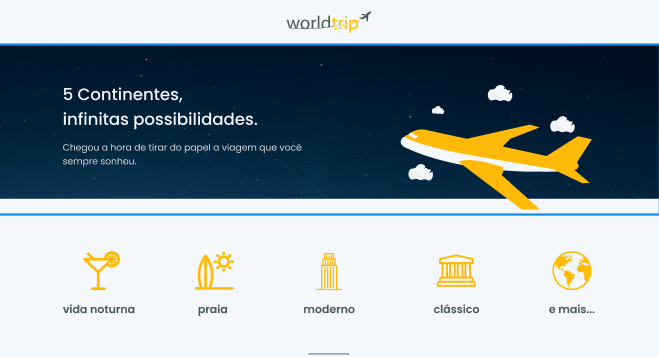 worldtrip
5 Continentes,
infinitas possibilidades.
Chegou a hora de tirar do papel a viagem que você
sempre sonhou.
vida noturna
praia
moderno
clássico
e mais...